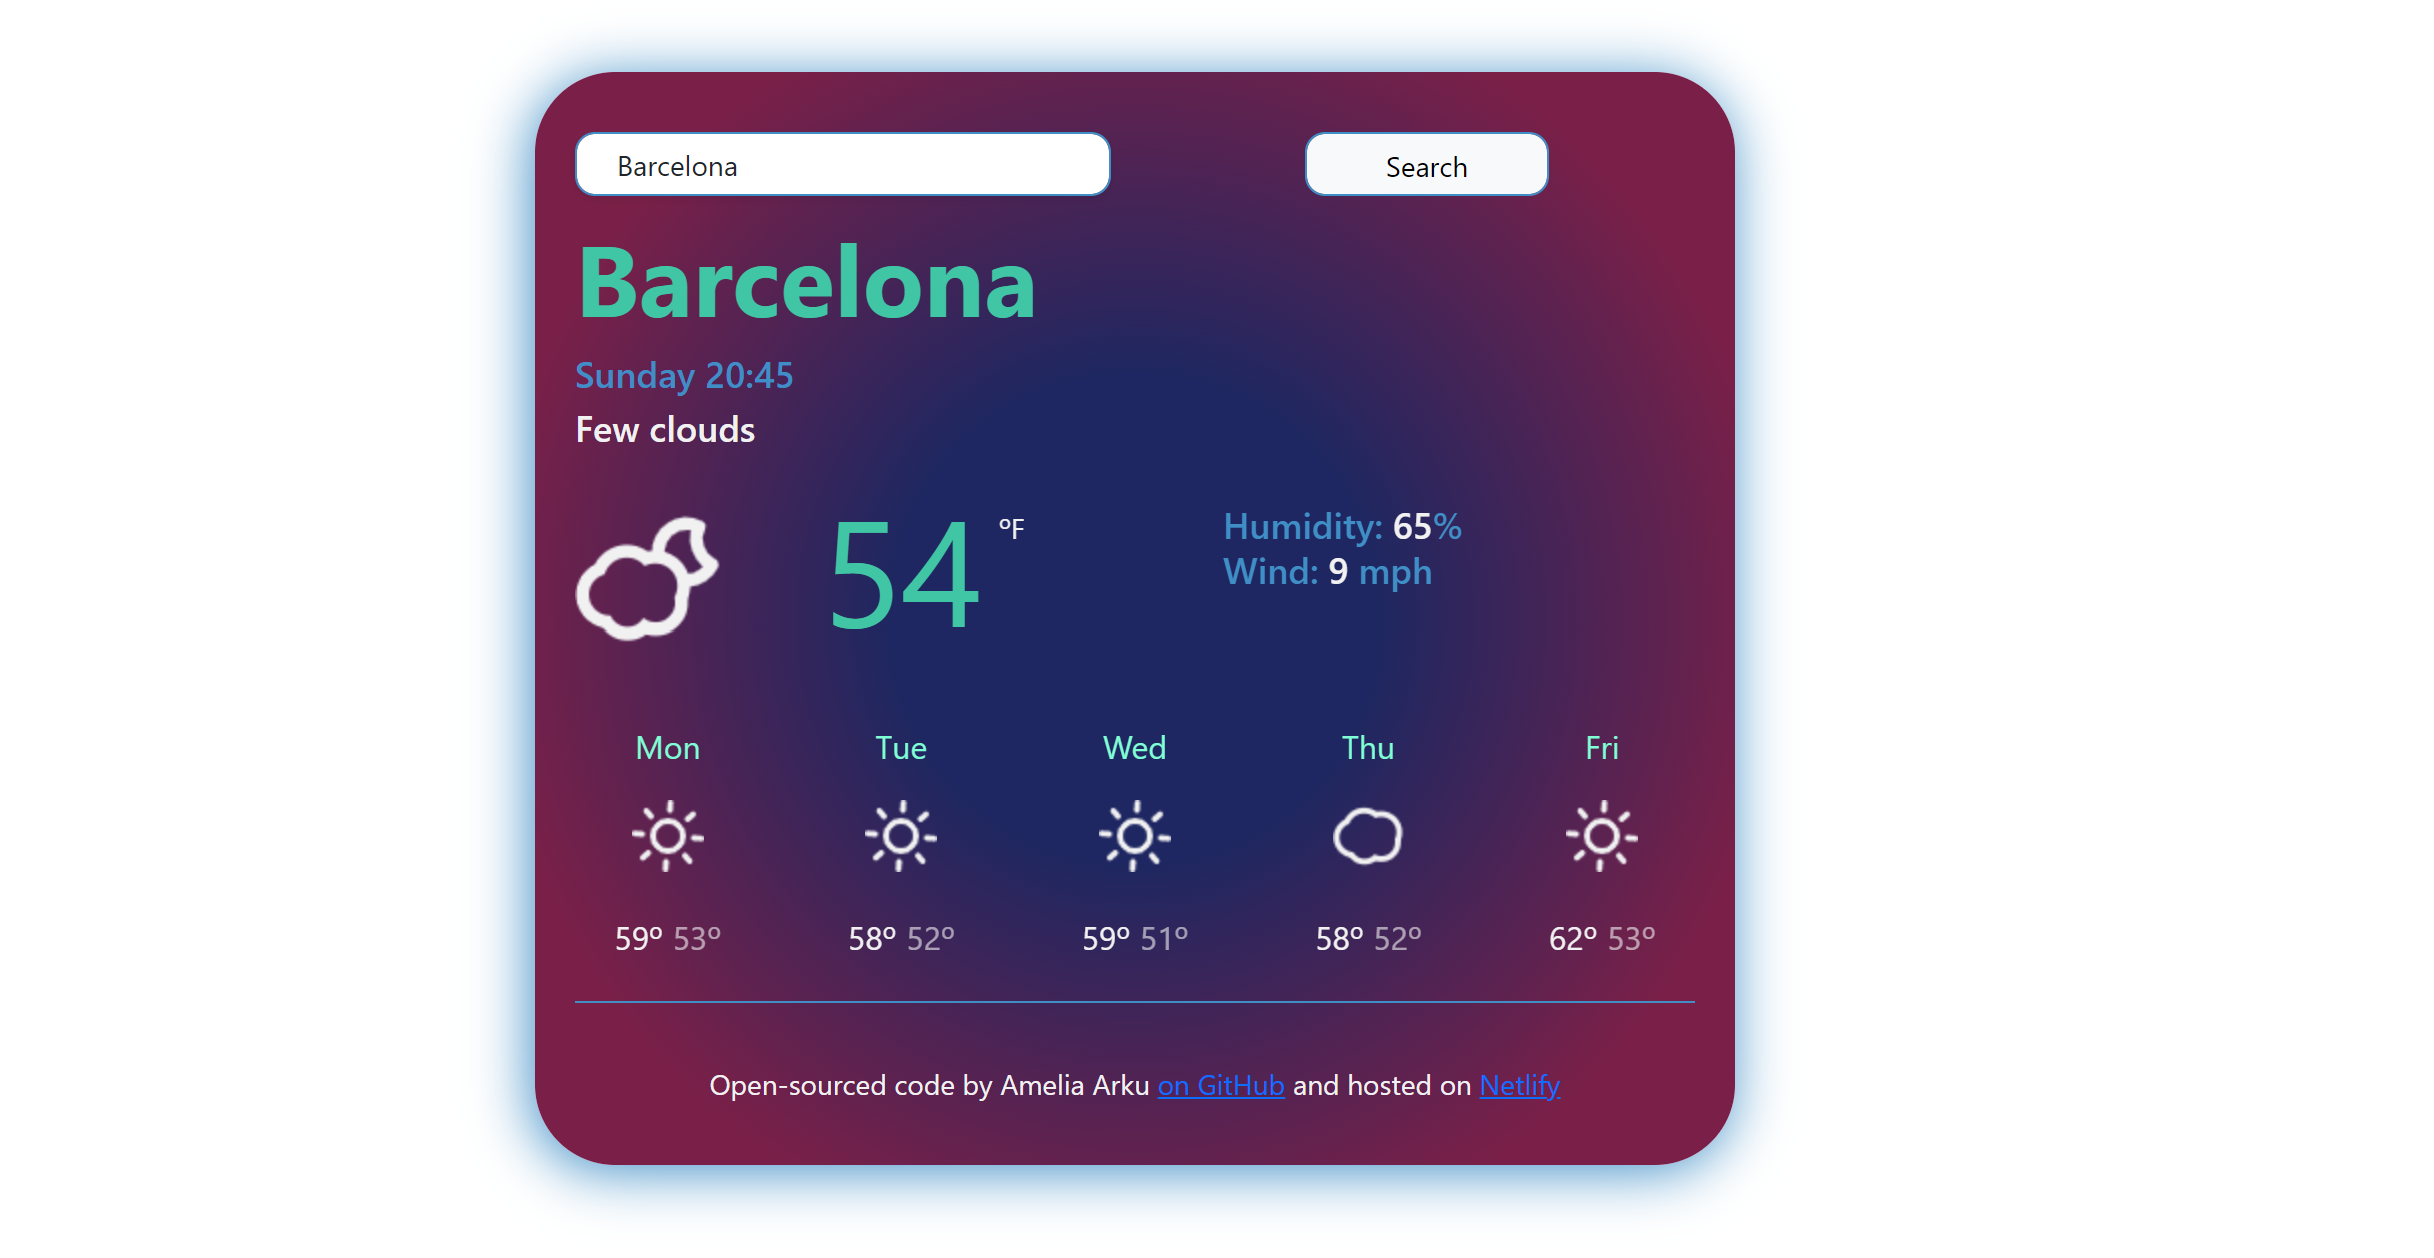 Barcelona Search
Barcelona
Sunday 20:45
Few clouds
54 ºF
Humidity: 65%
Wind: 9 mph
Mon Tue Wed Thu Fri
59º 53º 58º 52º 59º 51º 58º 52º 62º 53º
Open-sourced code by Amelia Arku on GitHub and hosted on Netlify